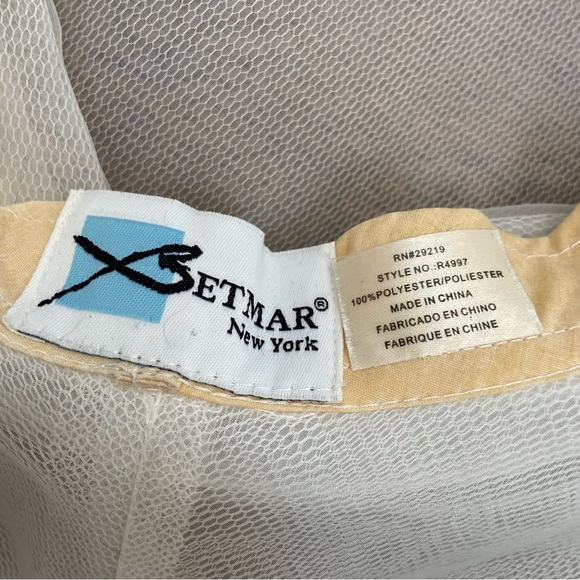 BETMAR®
New York
RN#29219
STYLE NO.:R4997
100%POLYESTER/POLIESTER
MADE IN CHINA
FABRICADO EN CHINO
FABRIQUE EN CHINE